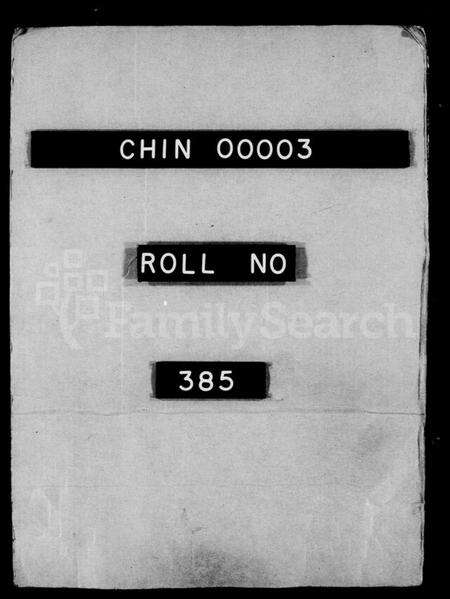 CHIN 00003
ROLL NO
FamilySearch
385